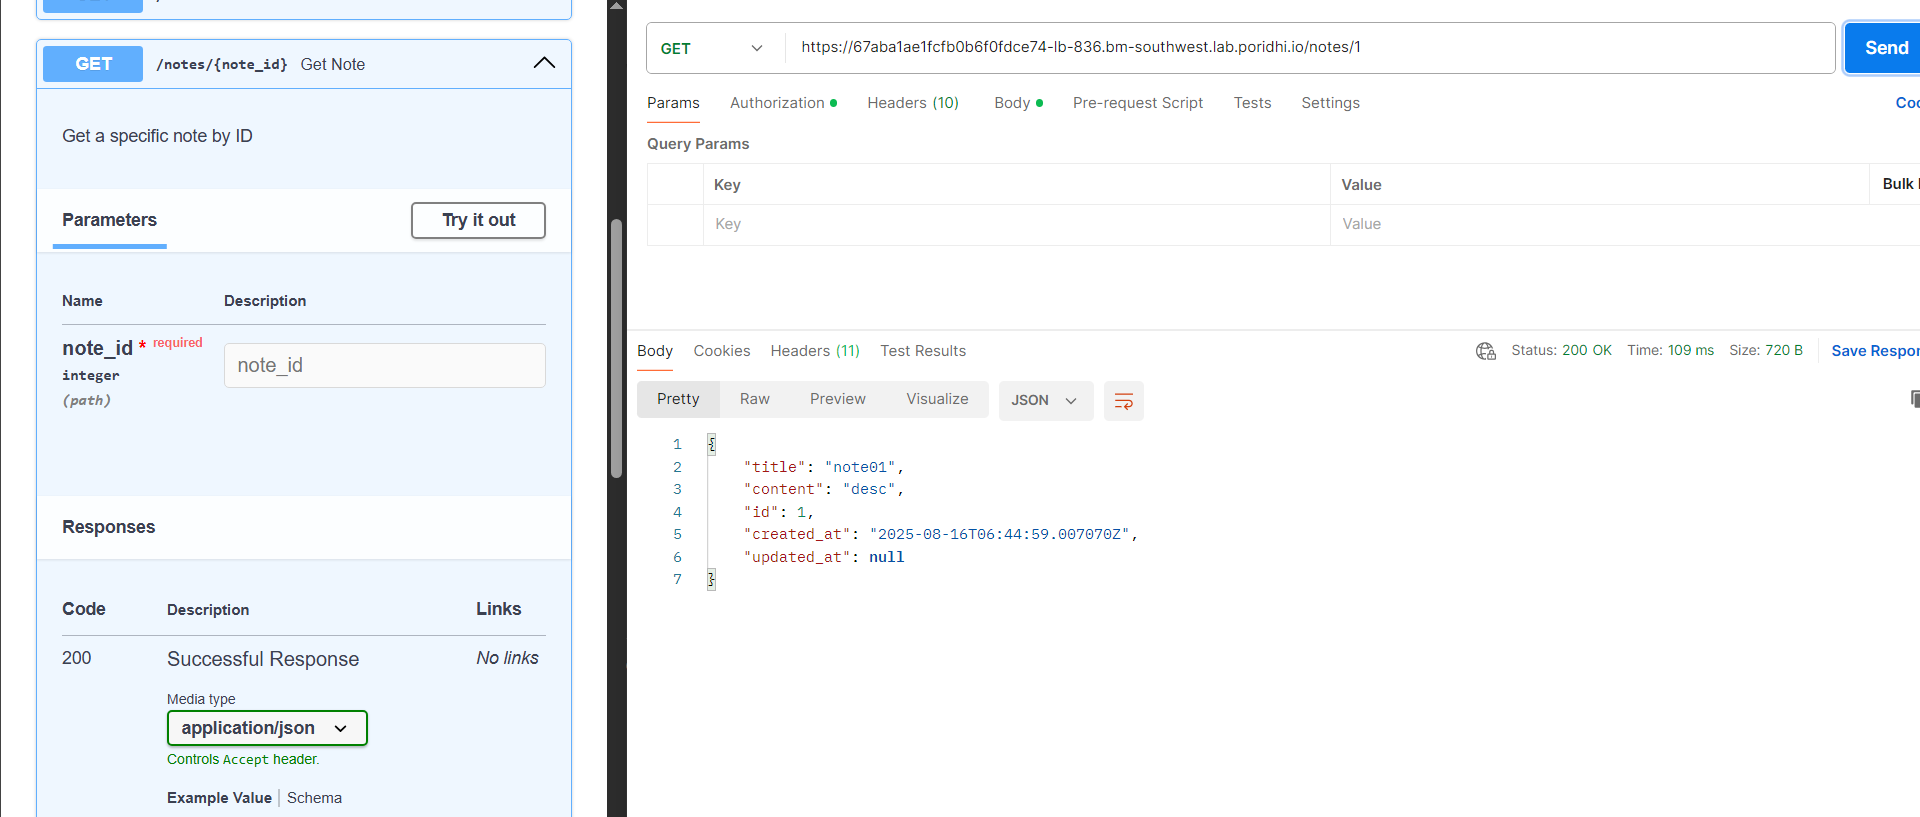 GET /notes/{note_id} Get Note
Get a specific note by ID
Parameters
Try it out
Name Description
note_id * required
integer
(path)
note_id
Responses
Code Description Links
200 Successful Response No links
Media type
application/json
Controls Accept header.
Example Value Schema
GET https://67aba1ae1fcfb0b6f0fdce74-lb-836.bm-southwest.lab.poridhi.io/notes/1 Send
Params Authorization Headers (10) Body Pre-request Script Tests Settings
Query Params
Key Value Bulk
Key Value
Body Cookies Headers (11) Test Results Status: 200 OK Time: 109 ms Size: 720 B Save Respon
Pretty Raw Preview Visualize JSON
1 {
2 "title": "note01",
3 "content": "desc",
4 "id": 1,
5 "created_at": "2025-08-16T06:44:59.007070Z",
6 "updated_at": null
7 }